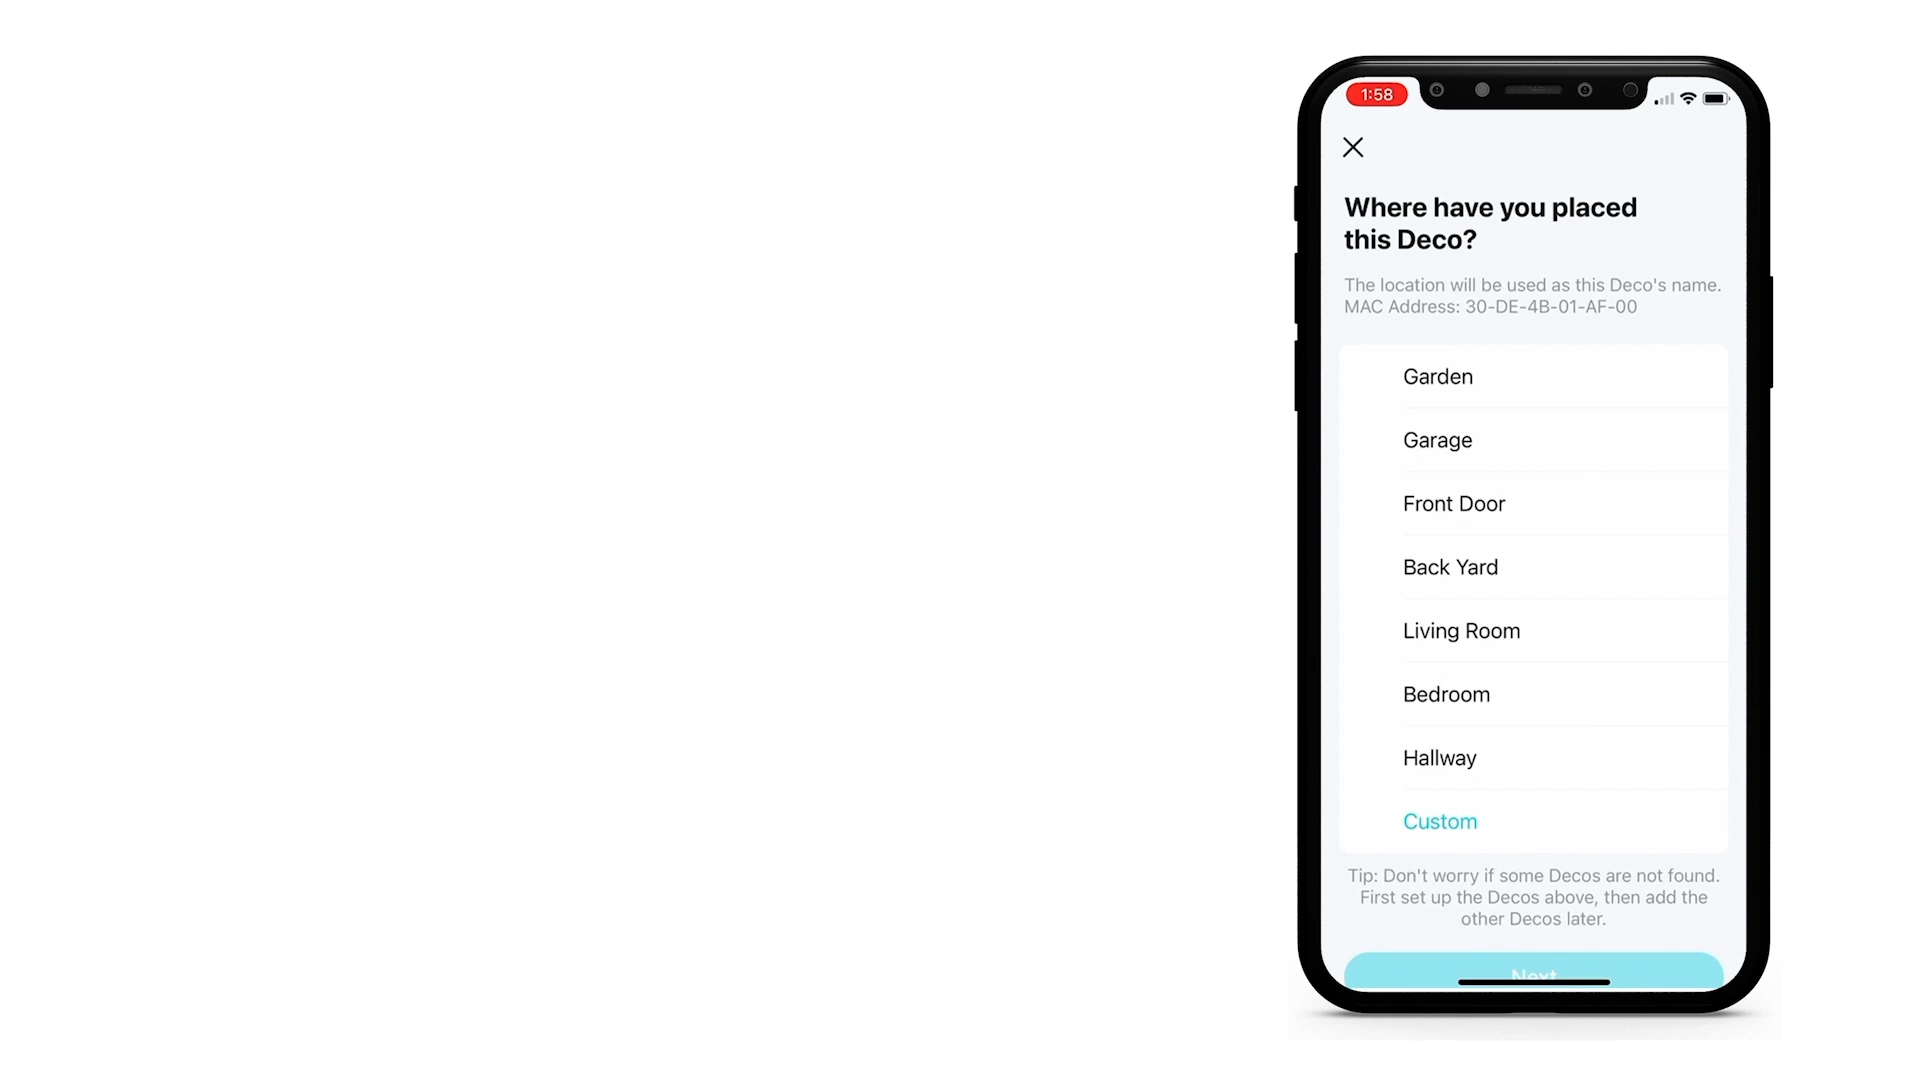 1:58
Where have you placed
this Deco?
The location will be used as this Deco's name.
MAC Address: 30-DE-4B-01-AF-00
Garden
Garage
Front Door
Back Yard
Living Room
Bedroom
Hallway
Custom
Tip: Don't worry if some Decos are not found.
First set up the Decos above, then add the
other Decos later.
Next